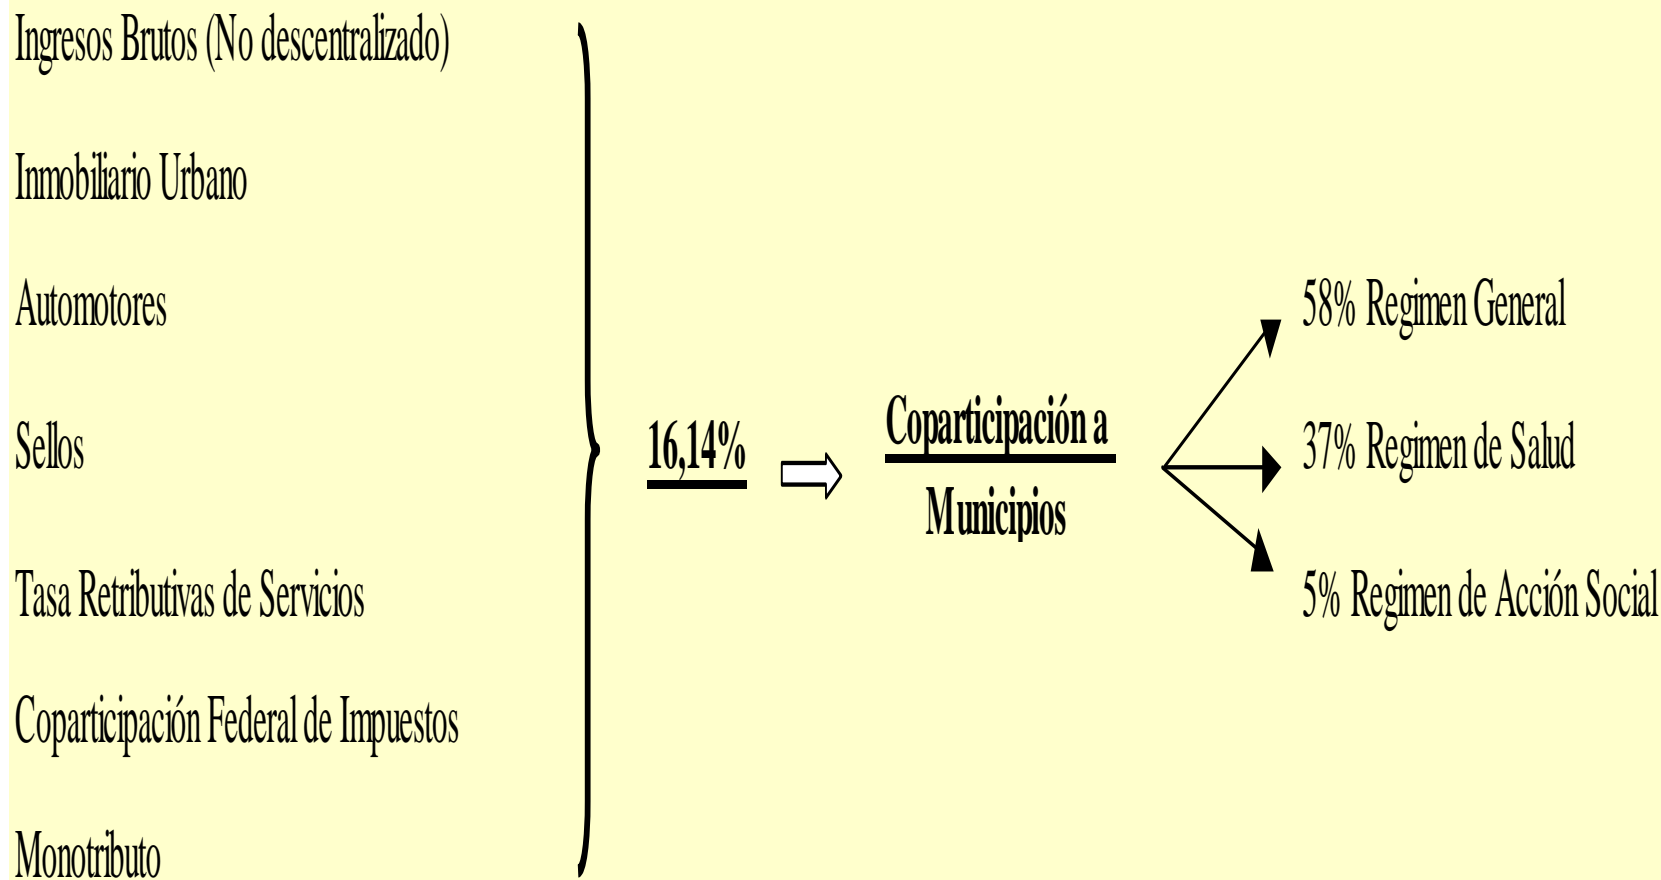 Ingresos Brutos (No descentralizado)
Inmobiliario Urbano
Automotores
Sellos
Tasa Retributivas de Servicios
Coparticipación Federal de Impuestos
Monotributo
16,14%
Coparticipación a
Municipios
58% Regimen General
37% Regimen de Salud
5% Regimen de Acción Social